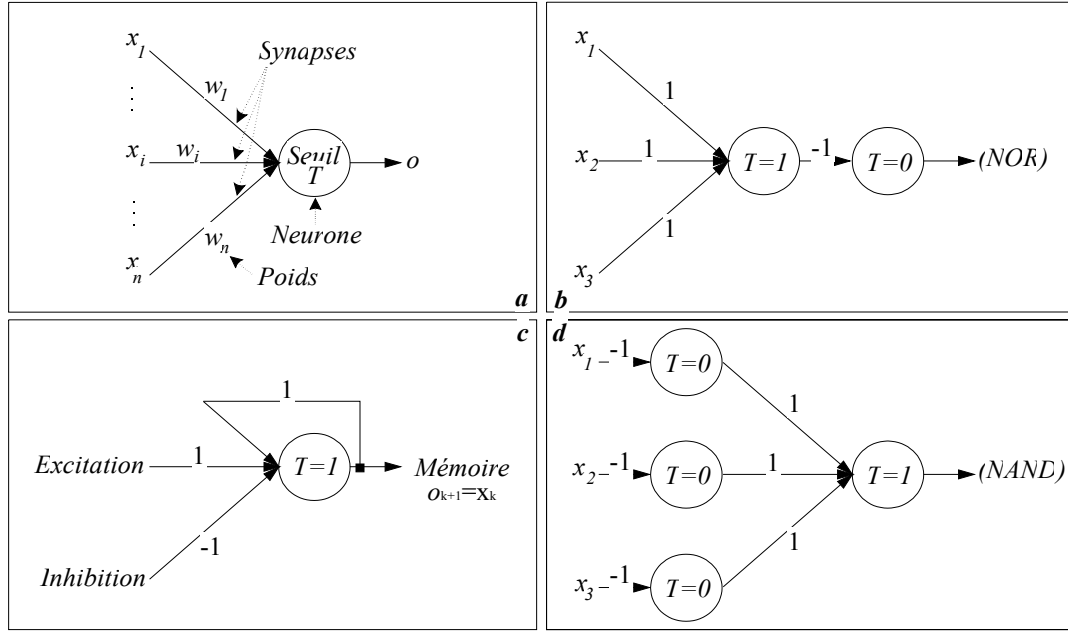 x1
Synapses
w1
xi
wi
Seuil
T
o
wn
Neurone
xn
Poids
a
x1
1
x2
1
T=1
-1
T=0
(NOR)
1
x3
b
c
1
Excitation
1
T=1
Mémoire
ok+1=xk
-1
Inhibition
d
x1
-1
T=0
1
x2
-1
T=0
1
T=1
(NAND)
1
x3
-1
T=0